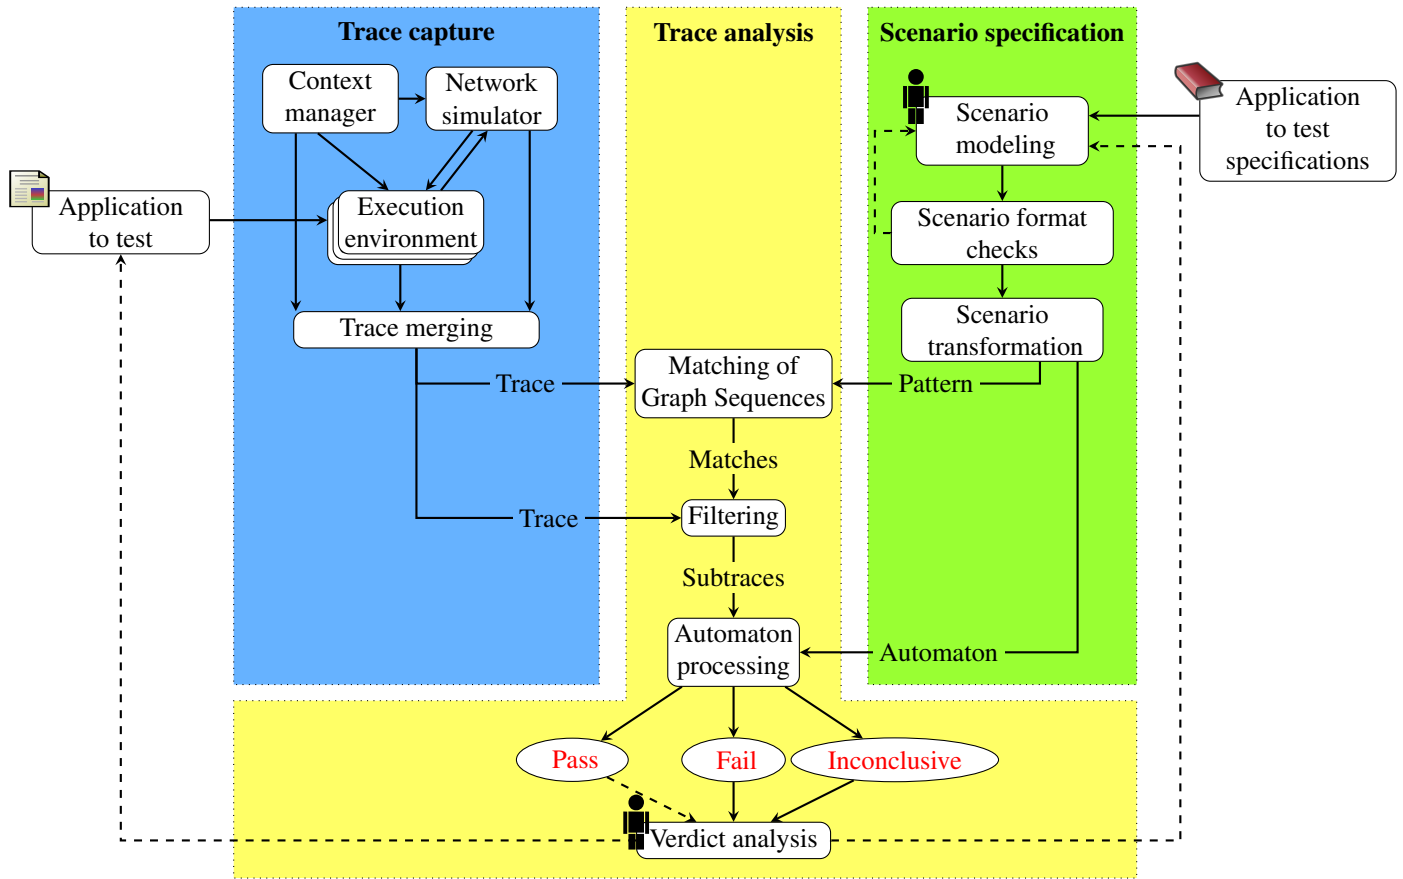 Trace capture
Trace analysis
Scenario specification
Context
manager
Network
simulator
Scenario
modeling
Application
to test
specifications
Application
to test
Execution
environment
Scenario format
checks
Trace merging
Scenario
transformation
Matching of
Graph Sequences
Trace
Pattern
Matches
Trace
Filtering
Subtraces
Automaton
processing
Automaton
Pass
Fail
Inconclusive
Verdict analysis